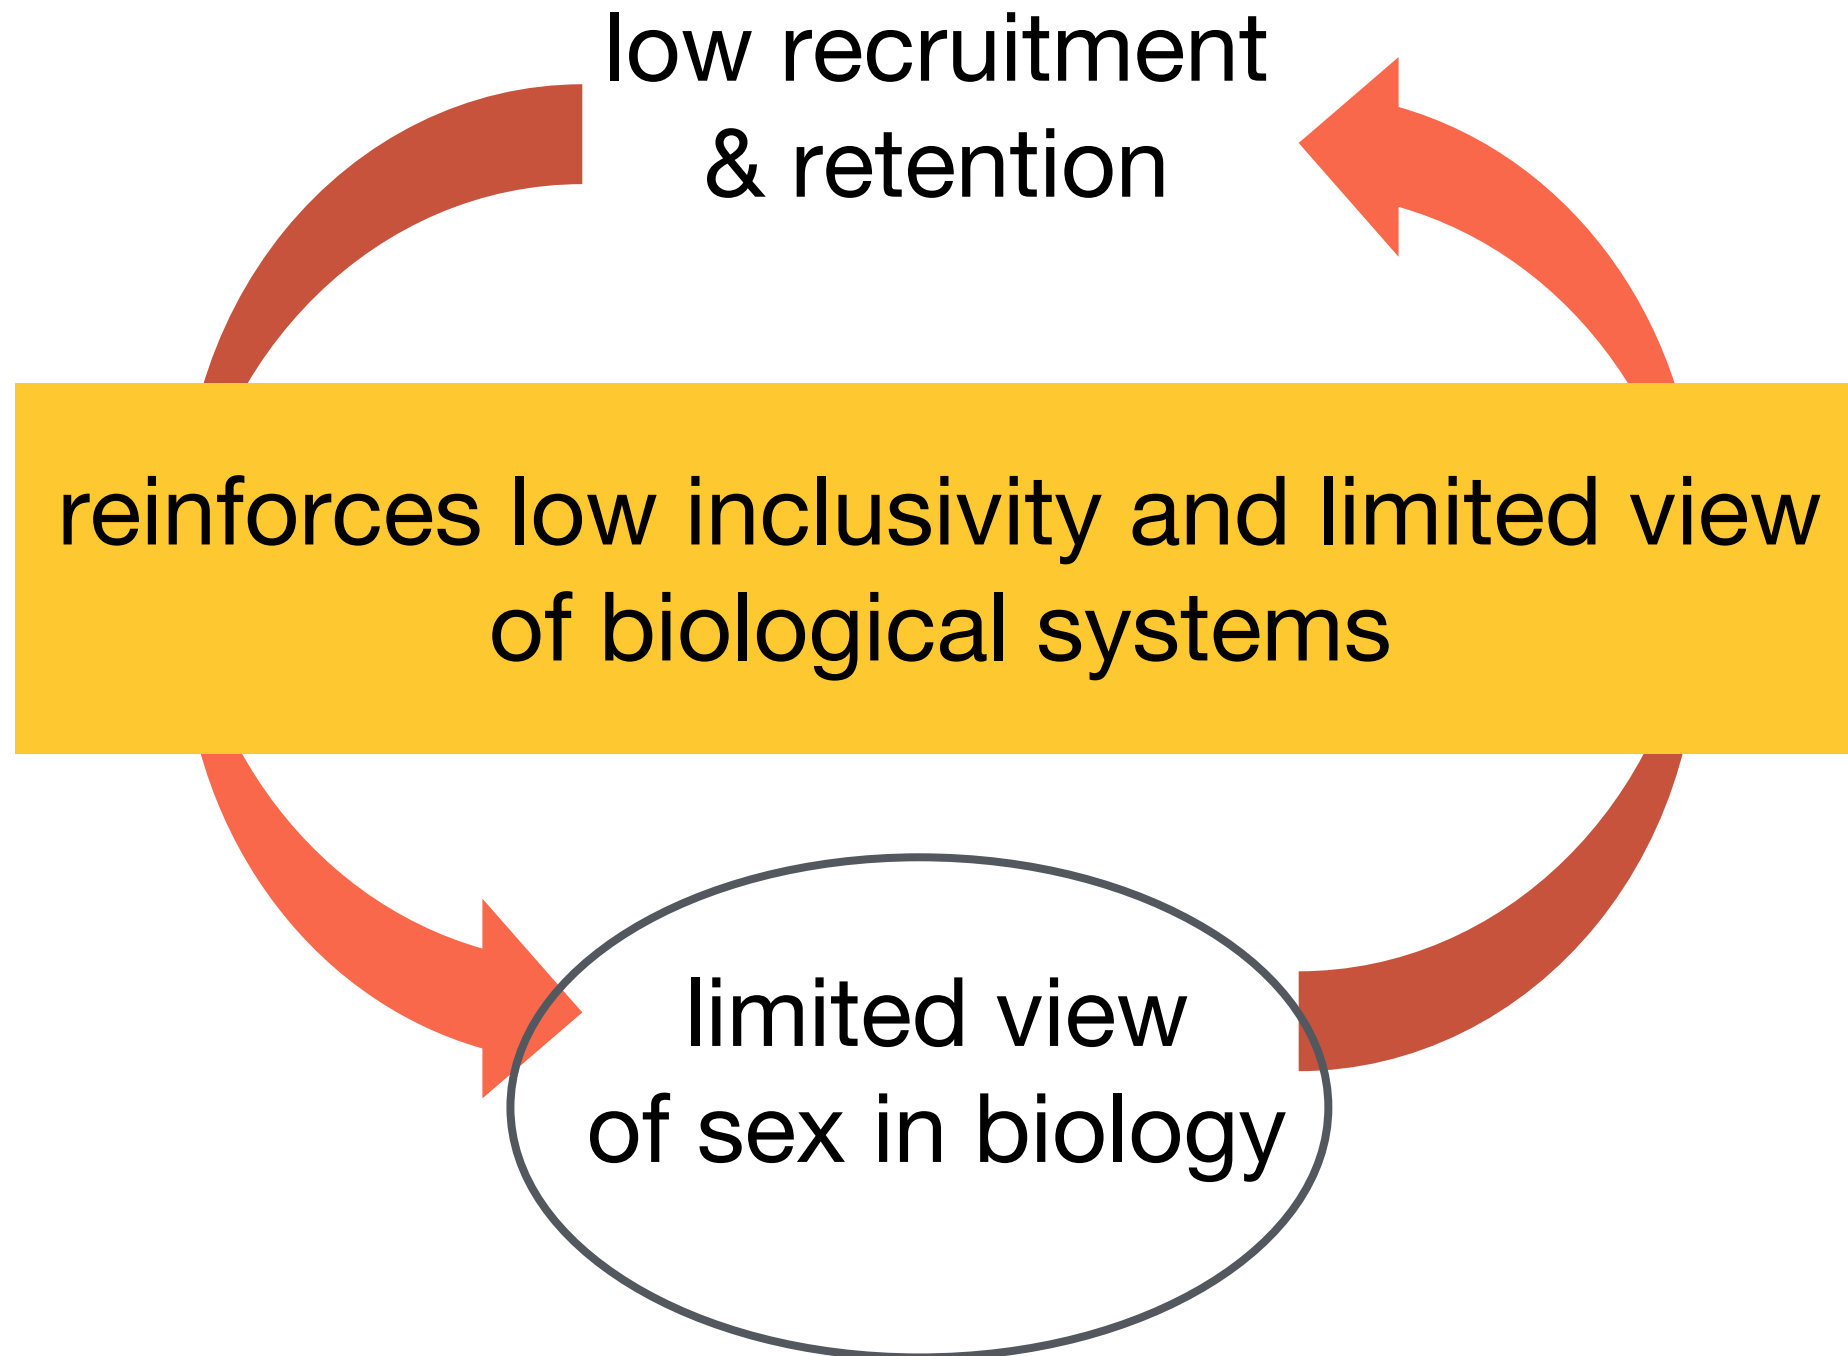 low recruitment
& retention
reinforces low inclusivity and limited view
of biological systems
limited view
of sex in biology